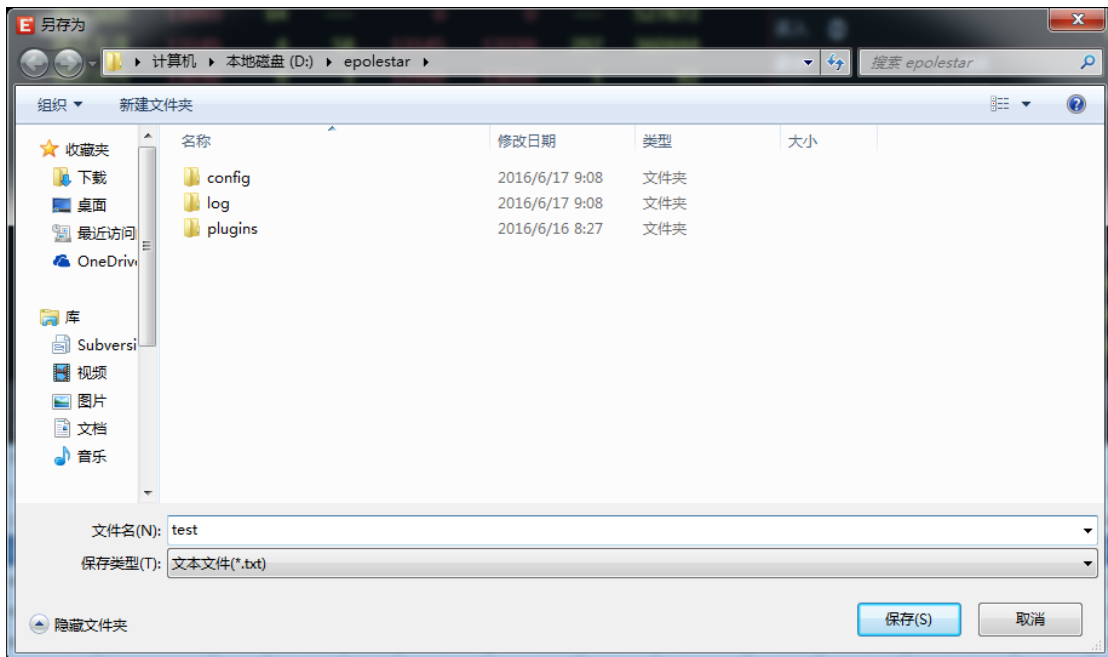 另存为
计算机 本地磁盘 (D:) epolestar
搜索 epolestar
组织 新建文件夹
名称 修改日期 类型 大小
收藏夹
下载
桌面
最近访问
OneDriv
库
Subversi
视频
图片
文档
音乐
config 2016/6/17 9:08 文件夹
log 2016/6/17 9:08 文件夹
plugins 2016/6/16 8:27 文件夹
文件名(N): test
保存类型(T): 文本文件(*.txt)
隐藏文件夹
保存(S) 取消